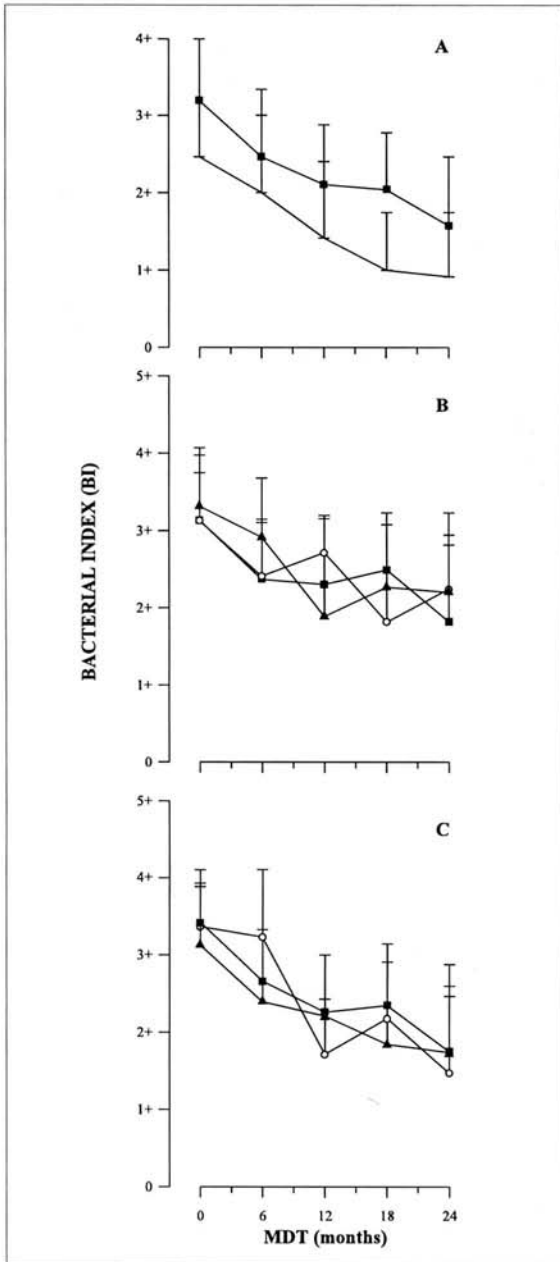 A
4+
3+
2+
1+
0
B
5+
4+
3+
2+
1+
0
C
5+
4+
3+
2+
1+
0
BACTERIAL INDEX (BI)
0 6 12 18 24
MDT (months)